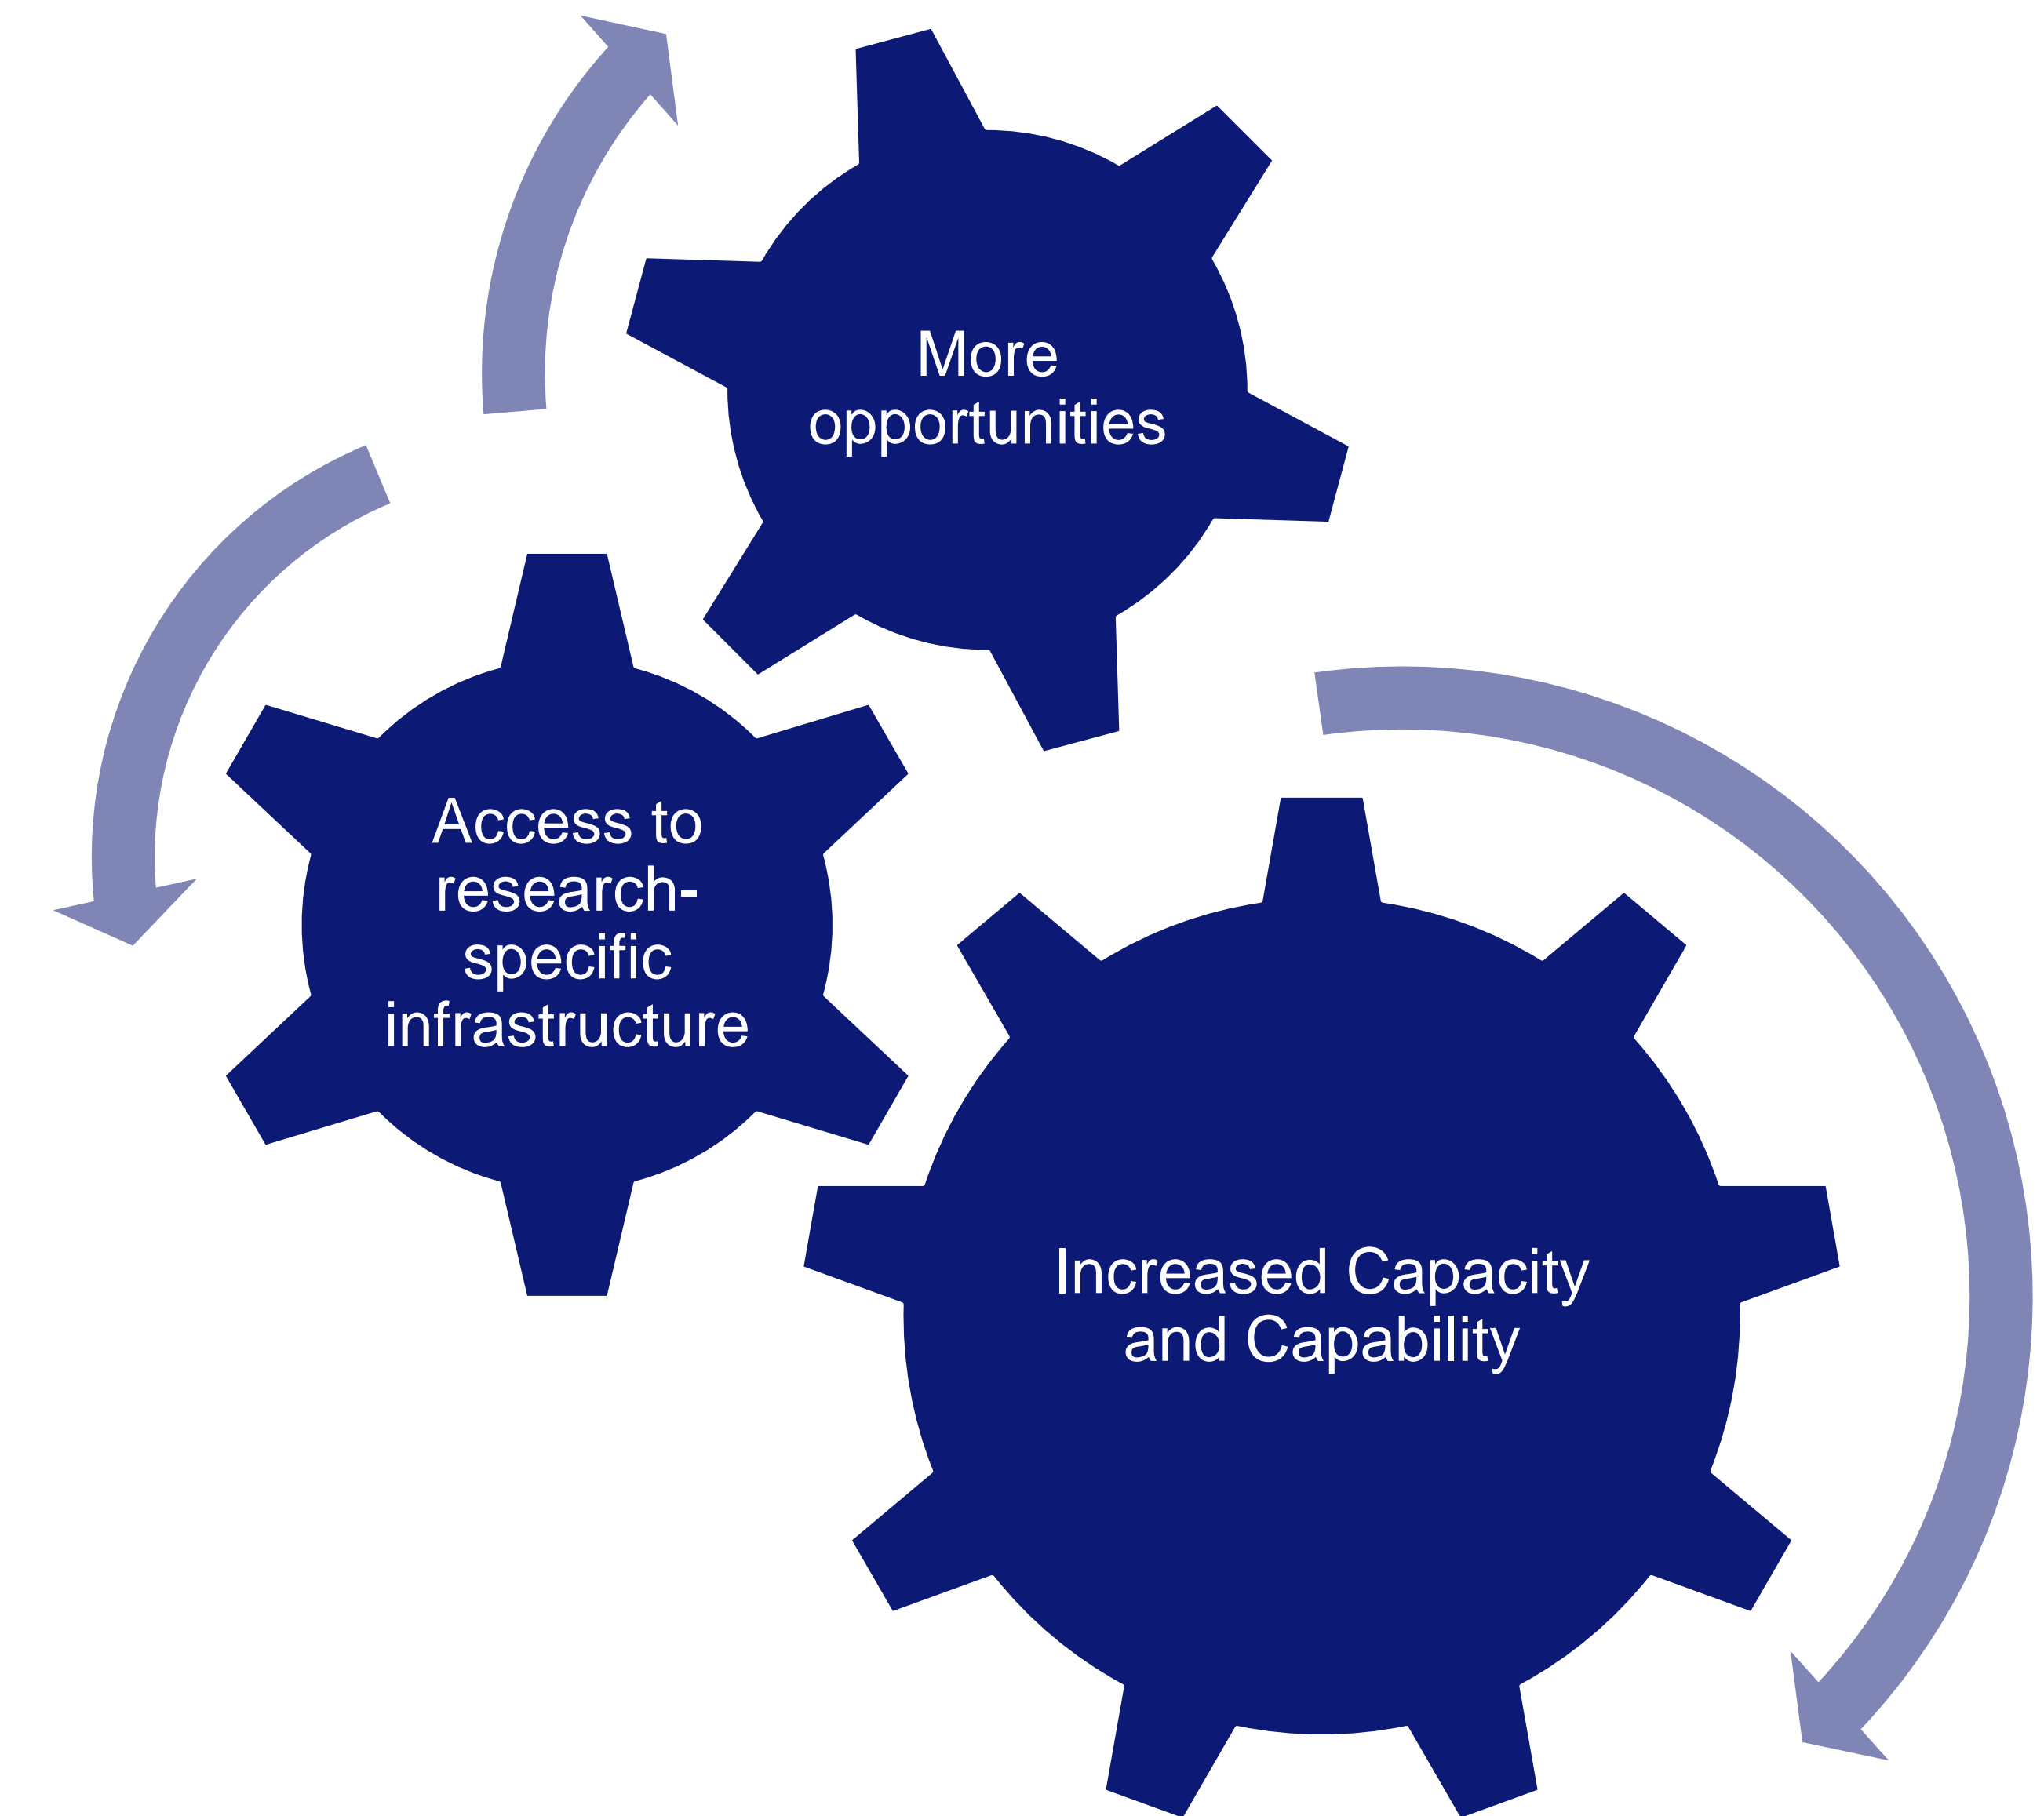 More
opportunities
Access to
research-
specific
infrastructure
Increased Capacity
and Capability